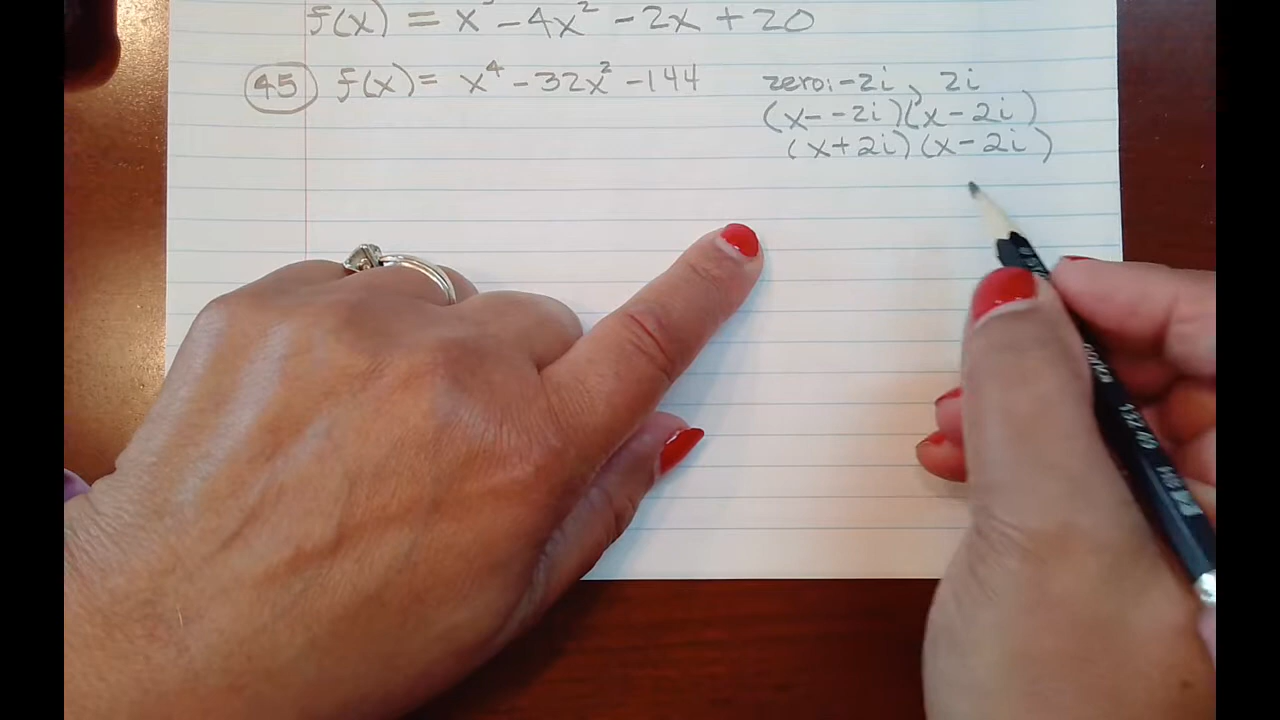 f(x) = x³ - 4x² - 2x + 20
45 f(x) = x⁴ - 32x² - 144
zero: -2i, 2i
(x - -2i)(x - 2i)
(x + 2i)(x - 2i)